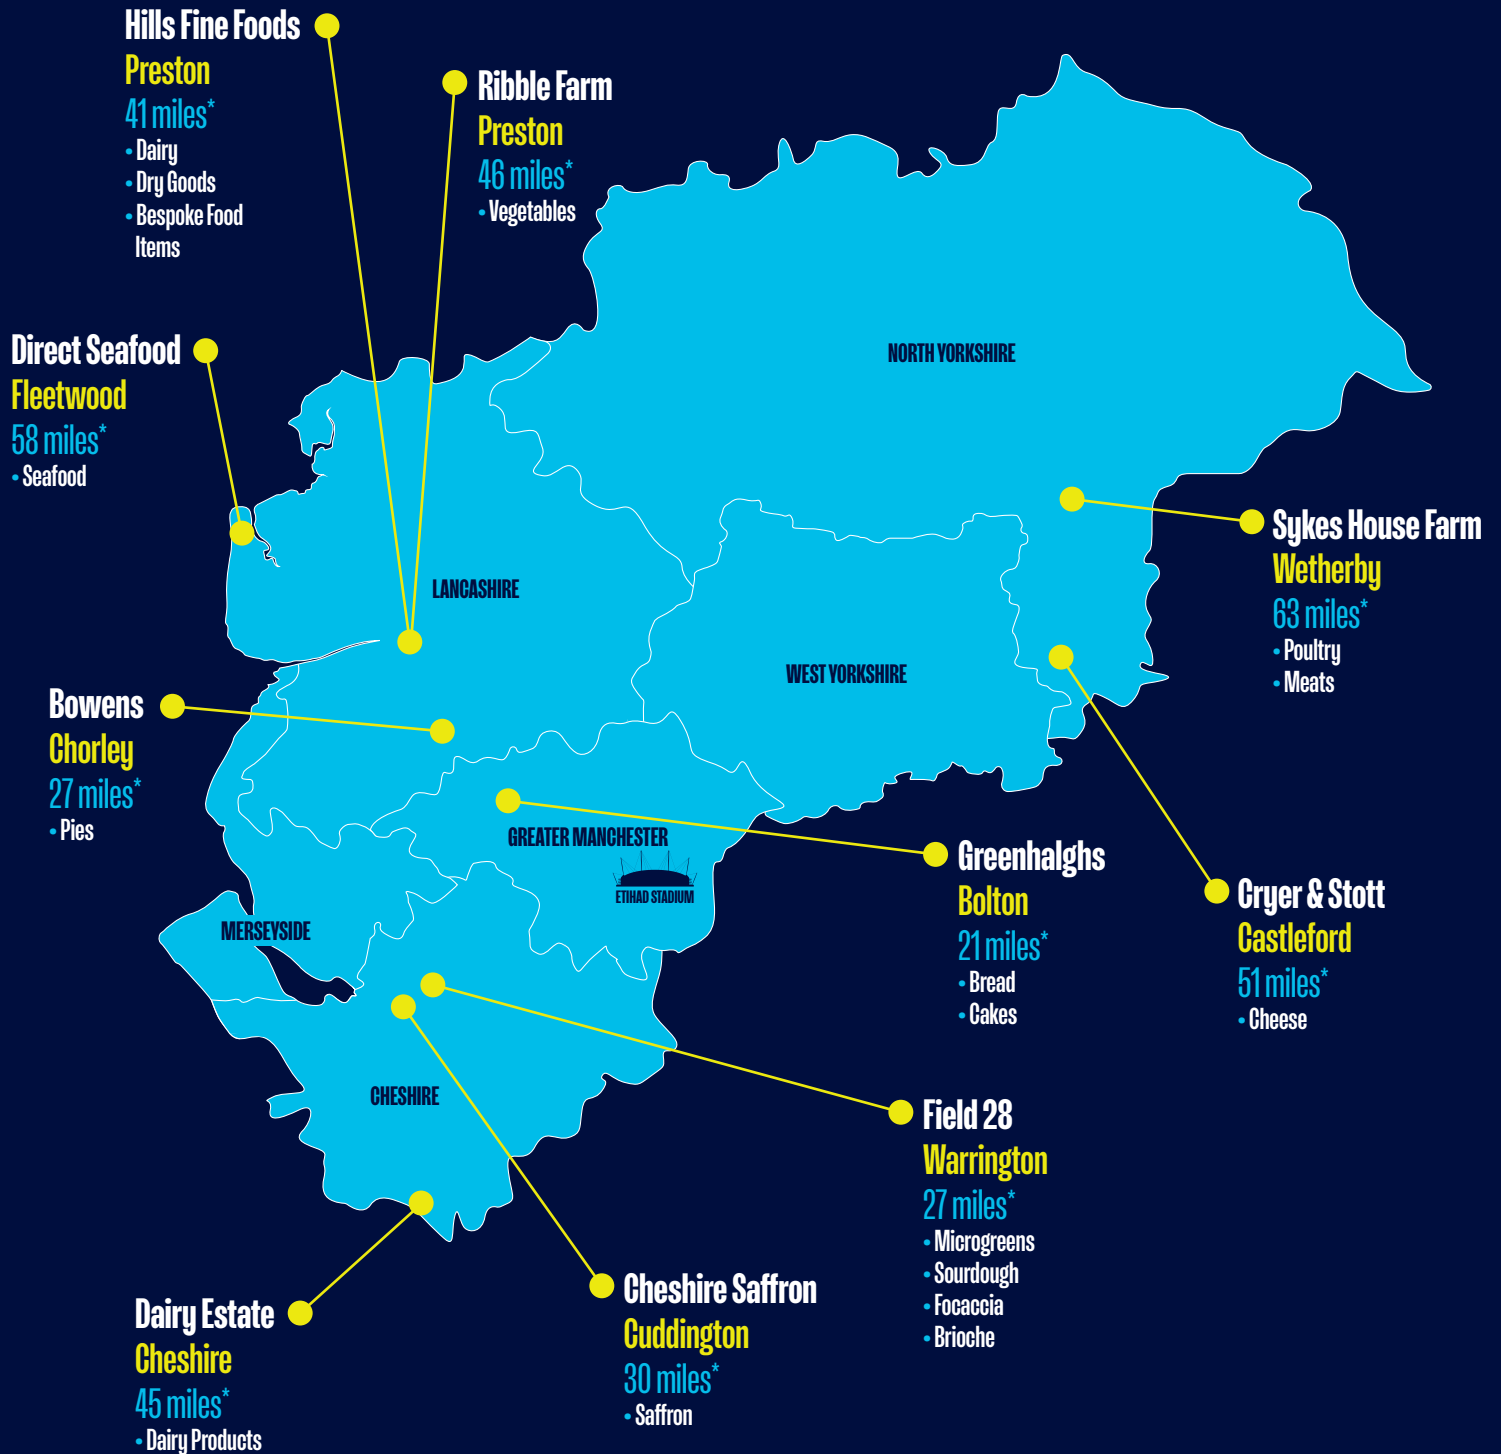 Hills Fine Foods
Preston
41 miles*
• Dairy
• Dry Goods
• Bespoke Food
Items
Ribble Farm
Preston
46 miles*
• Vegetables
Direct Seafood
Fleetwood
58 miles*
• Seafood
NORTH YORKSHIRE
Sykes House Farm
Wetherby
63 miles*
• Poultry
• Meats
LANCASHIRE
WEST YORKSHIRE
Bowens
Chorley
27 miles*
• Pies
GREATER MANCHESTER
ETIHAD STADIUM
Greenhalghs
Bolton
21 miles*
• Bread
• Cakes
Cryer & Stott
Castleford
51 miles*
• Cheese
MERSEYSIDE
CHESHIRE
Field 28
Warrington
27 miles*
• Microgreens
• Sourdough
• Focaccia
• Brioche
Cheshire Saffron
Cuddington
30 miles*
• Saffron
Dairy Estate
Cheshire
45 miles*
• Dairy Products